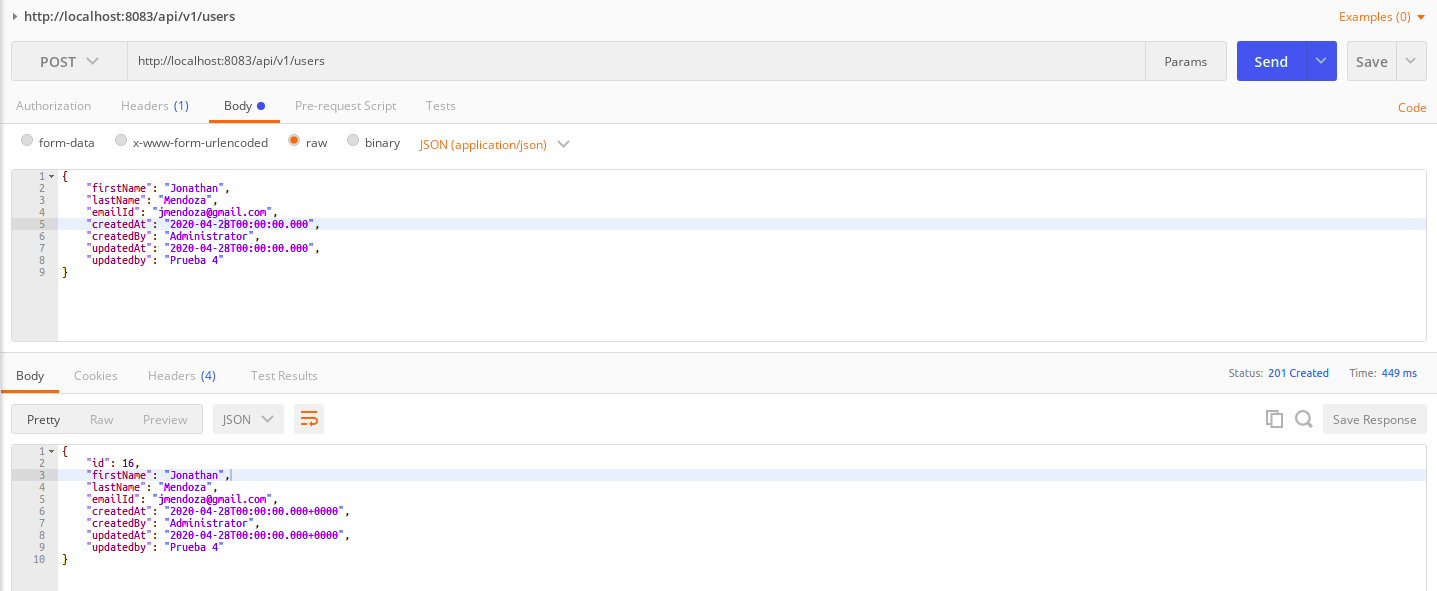 http://localhost:8083/api/v1/users Examples (0)
POST http://localhost:8083/api/v1/users Params Send Save
Authorization Headers (1) Body Pre-request Script Tests Code
form-data x-www-form-urlencoded raw binary JSON (application/json)
1 {
2 "firstName": "Jonathan",
3 "lastName": "Mendoza",
4 "emailId": "jmendoza@gmail.com",
5 "createdAt": "2020-04-28T00:00:00.000",
6 "createdBy": "Administrator",
7 "updatedAt": "2020-04-28T00:00:00.000",
8 "updatedby": "Prueba 4"
9 }
Body Cookies Headers (4) Test Results Status: 201 Created Time: 449 ms
Pretty Raw Preview JSON Save Response
1 {
2 "id": 16,
3 "firstName": "Jonathan",
4 "lastName": "Mendoza",
5 "emailId": "jmendoza@gmail.com",
6 "createdAt": "2020-04-28T00:00:00.000+0000",
7 "createdBy": "Administrator",
8 "updatedAt": "2020-04-28T00:00:00.000+0000",
9 "updatedby": "Prueba 4"
10 }